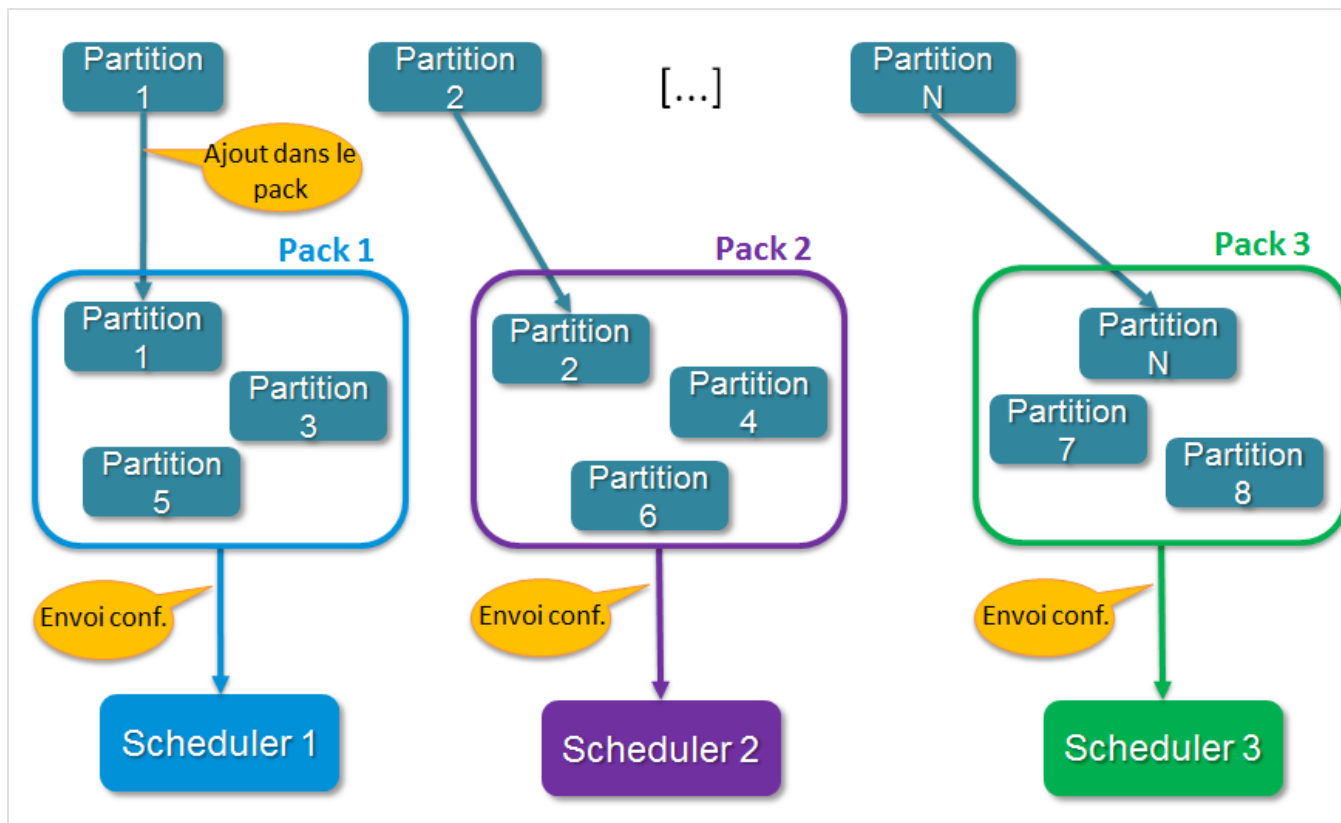 Partition
1
Partition
2
[...]
Partition
N
Ajout dans le
pack
Pack 1
Pack 2
Pack 3
Partition
1
Partition
3
Partition
5
Partition
2
Partition
4
Partition
6
Partition
N
Partition
7
Partition
8
Envoi conf.
Envoi conf.
Envoi conf.
Scheduler 1
Scheduler 2
Scheduler 3